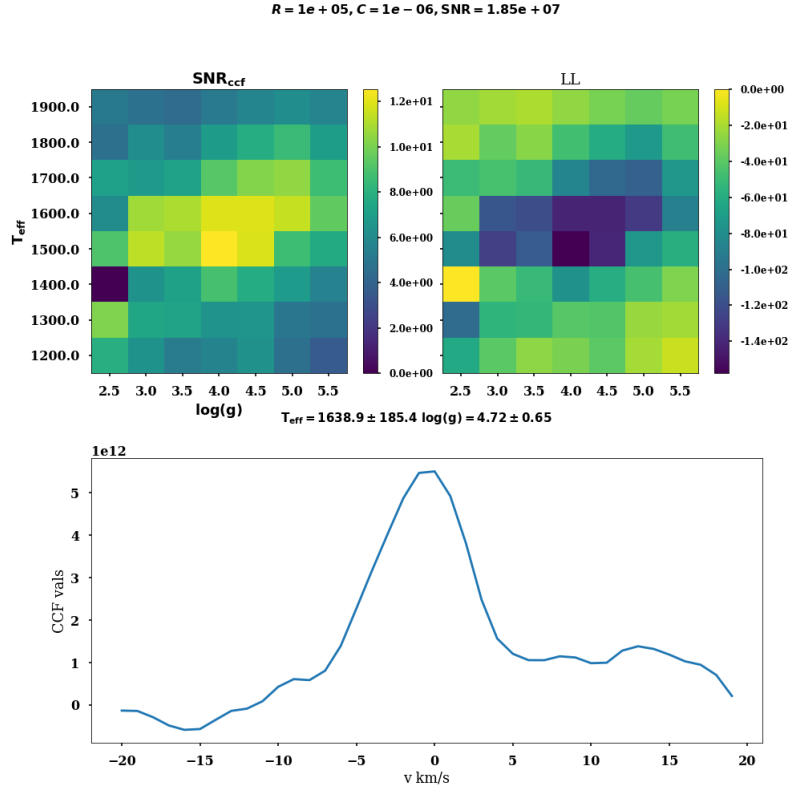 R = 1e + 05, C = 1e − 06, SNR = 1.85e + 07
SNRccf
LL
1900.0
1800.0
1700.0
1600.0
1500.0
1400.0
1300.0
1200.0
Teff
2.5 3.0 3.5 4.0 4.5 5.0 5.5
log(g)
1.2e+01
1.0e+01
8.0e+00
6.0e+00
4.0e+00
2.0e+00
0.0e+00
2.5 3.0 3.5 4.0 4.5 5.0 5.5
0.0e+00
-2.0e+01
-4.0e+01
-6.0e+01
-8.0e+01
-1.0e+02
-1.2e+02
-1.4e+02
Teff = 1638.9 ± 185.4 log(g) = 4.72 ± 0.65
1e12
5
4
3
2
1
0
CCF vals
−20 −15 −10 −5 0 5 10 15 20
v km/s